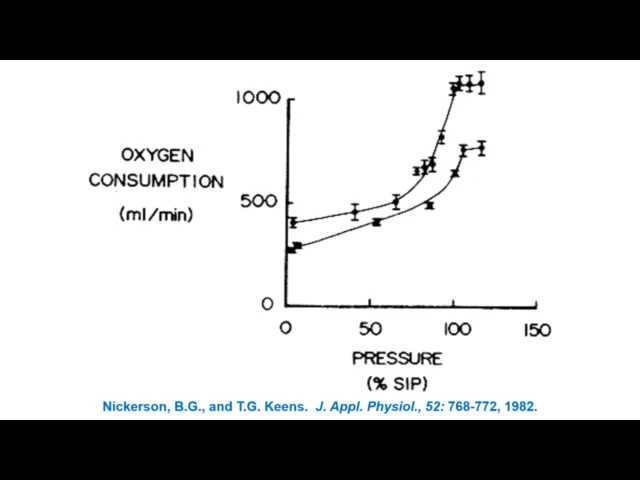 1000
OXYGEN
CONSUMPTION
(ml/min)
500
0
0 50 100 150
PRESSURE
(% SIP)
Nickerson, B.G., and T.G. Keens. J. Appl. Physiol., 52: 768-772, 1982.